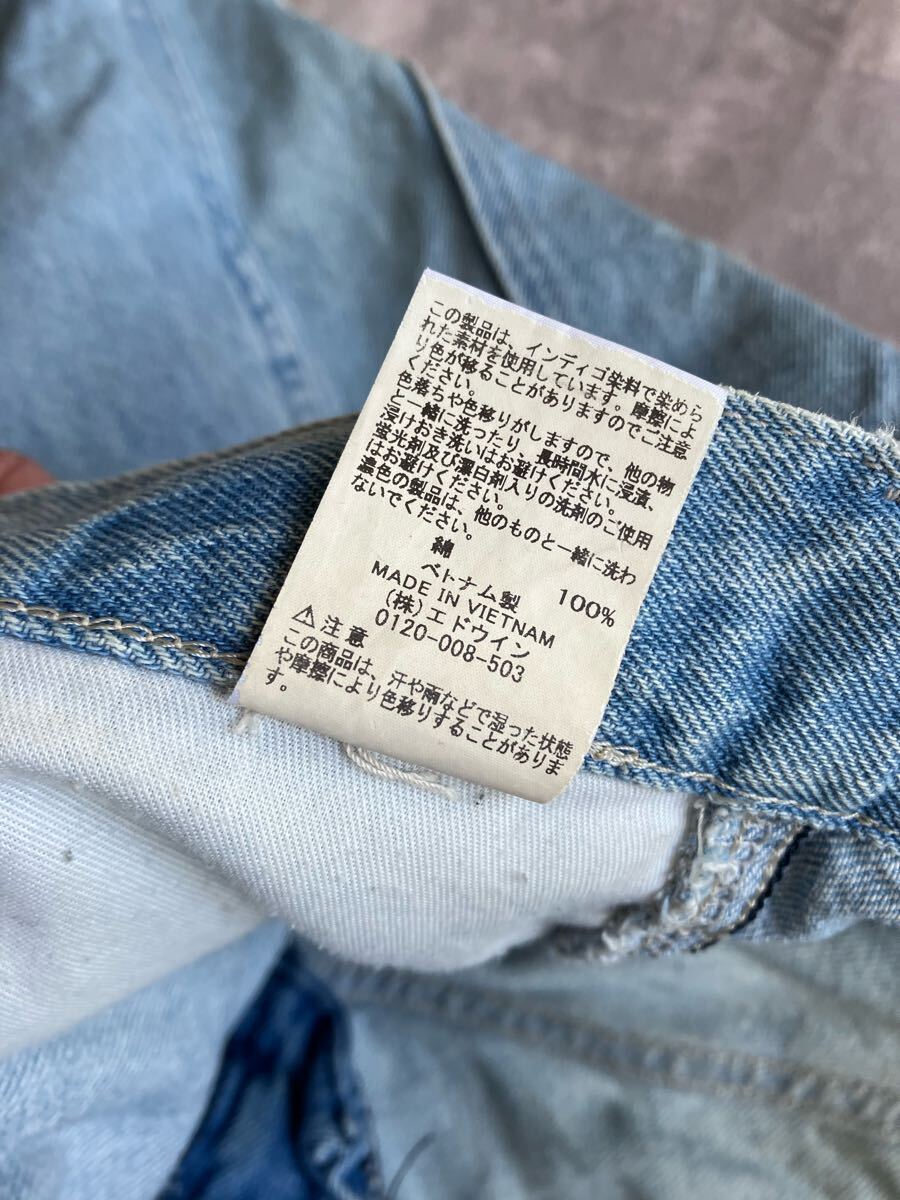 この製品は、インディゴ染料で染めら
れた素材を使用しています。摩擦によ
り色が移ることがありますのでご注意
ください。
色落ちや色移りがしますので、他の物
と一緒に洗ったり、長時間水に浸漬、
浸けおき洗いはお避けください。
蛍光剤及び漂白剤入りの洗剤のご使用
はお避けください。
濃色の製品は、他のものと一緒に洗わ
ないでください。
綿 100%
ベトナム製
MADE IN VIETNAM
(株)エドウイン
0120-008-503
⚠注意
この商品は、汗や雨などで湿った状態
や摩擦により色移りすることがありま
す。